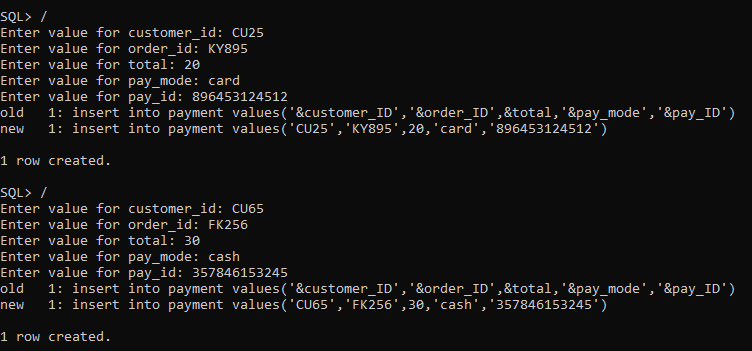 SQL> /
Enter value for customer_id: CU25
Enter value for order_id: KY895
Enter value for total: 20
Enter value for pay_mode: card
Enter value for pay_id: 896453124512
old   1: insert into payment values('&customer_ID','&order_ID',&total,'&pay_mode','&pay_ID')
new   1: insert into payment values('CU25','KY895',20,'card','896453124512')
1 row created.
SQL> /
Enter value for customer_id: CU65
Enter value for order_id: FK256
Enter value for total: 30
Enter value for pay_mode: cash
Enter value for pay_id: 357846153245
old   1: insert into payment values('&customer_ID','&order_ID',&total,'&pay_mode','&pay_ID')
new   1: insert into payment values('CU65','FK256',30,'cash','357846153245')
1 row created.